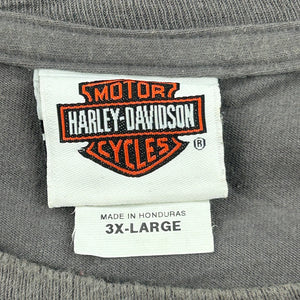 MOTOR
HARLEY-DAVIDSON
CYCLES
®
MADE IN HONDURAS
3X-LARGE